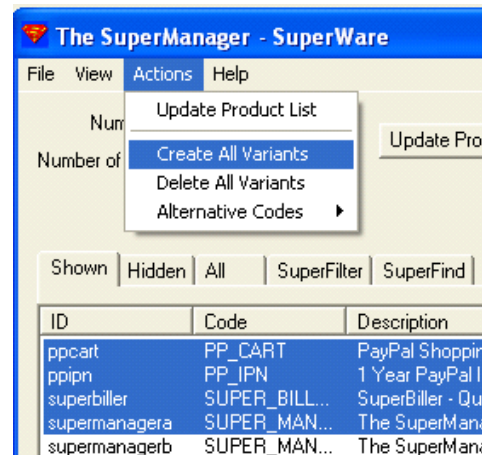 The SuperManager - SuperWare
File View Actions Help
Update Product List
Num
Update Pro
Number of
Create All Variants
Delete All Variants
Alternative Codes
Shown Hidden All SuperFilter SuperFind
ID Code Description
ppcart PP_CART PayPal Shoppin
ppipn PP_IPN 1 Year PayPal I
superbiller SUPER_BILL... SuperBiller - Qu
supermanagera SUPER_MAN... The SuperMana
supermanagerb SUPER_MAN... The SuperMana